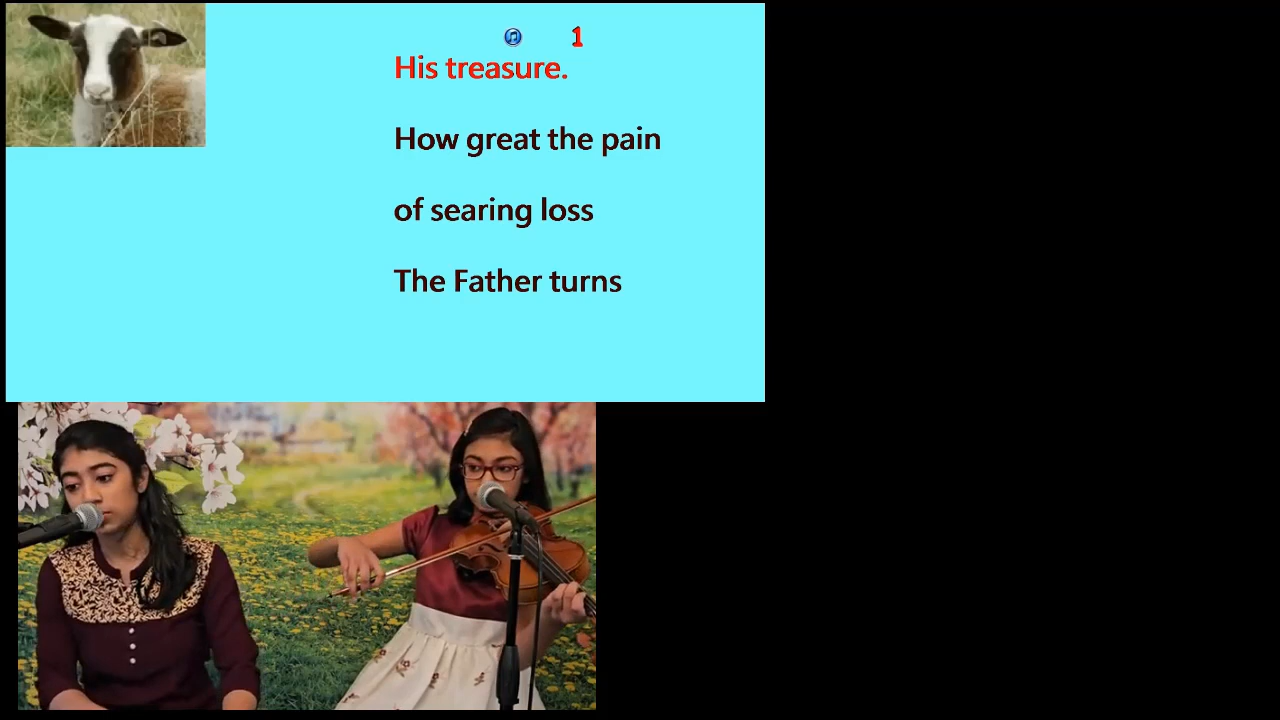 1
His treasure.
How great the pain
of searing loss
The Father turns